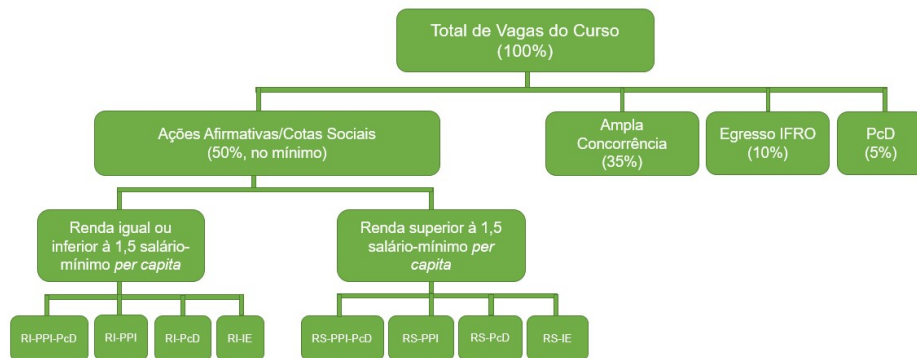 Total de Vagas do Curso
(100%)
Ações Afirmativas/Cotas Sociais
(50%, no mínimo)
Ampla
Concorrência
(35%)
Egresso IFRO
(10%)
PcD
(5%)
Renda igual ou
inferior à 1,5 salário-
mínimo per capita
Renda superior à 1,5
salário-mínimo per
capita
RI-PPI-PcD
RI-PPI
RI-PcD
RI-IE
RS-PPI-PcD
RS-PPI
RS-PcD
RS-IE